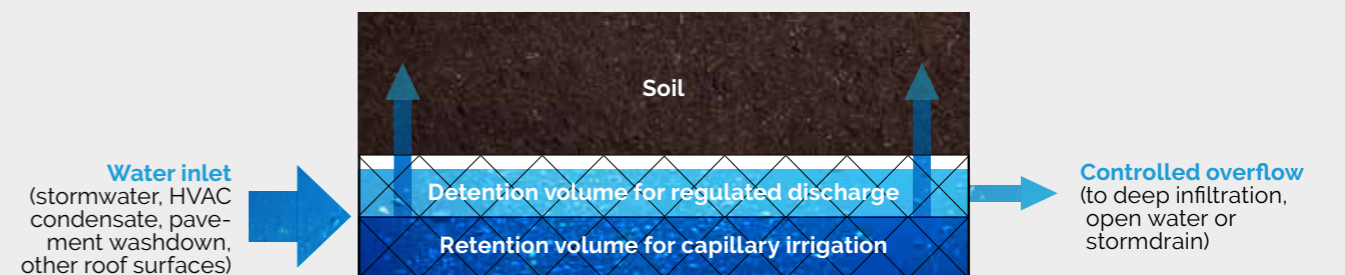 Soil
Water inlet
(stormwater, HVAC
condensate, pave-
ment washdown,
other roof surfaces)
Detention volume for regulated discharge
Retention volume for capillary irrigation
Controlled overflow
(to deep infiltration,
open water or
stormdrain)